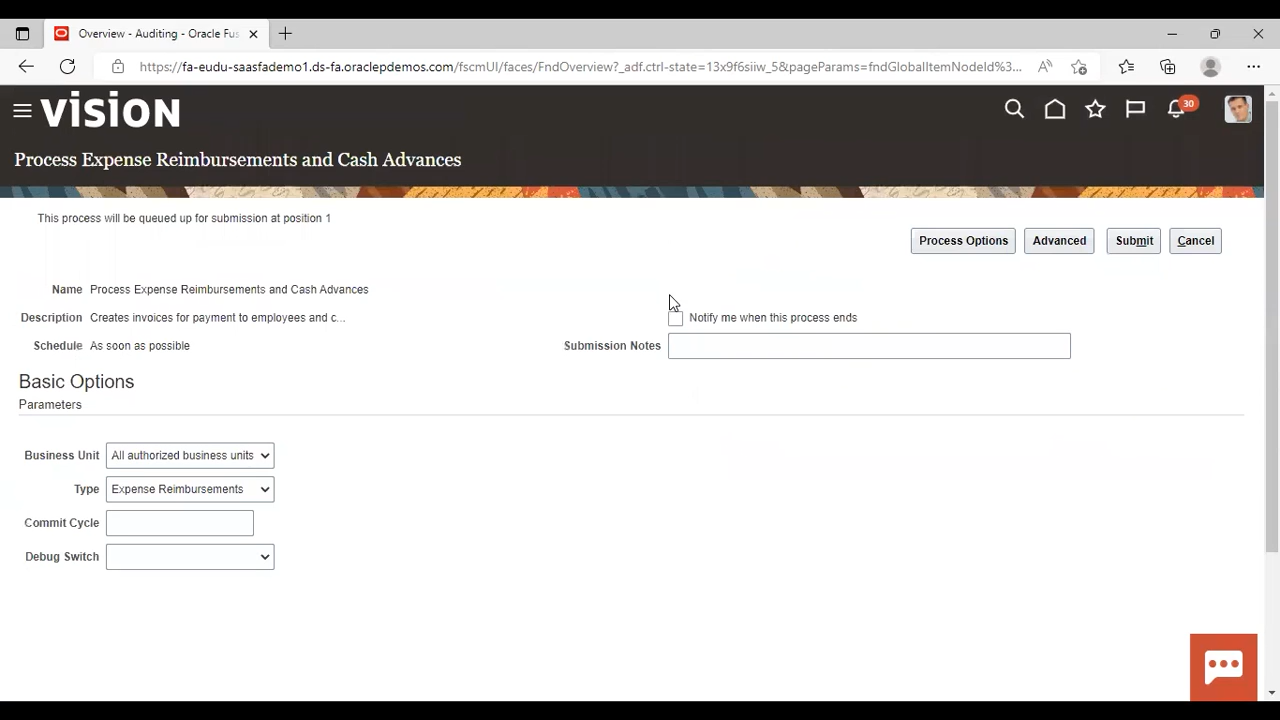 Overview - Auditing - Oracle Fus
https://fa-eudu-saasfademo1.ds-fa.oraclepdemos.com/fscmUI/faces/FndOverview?_adf.ctrl-state=13x9f6siiw_5&pageParams=fndGlobalItemNodeId%3...
vision
30
Process Expense Reimbursements and Cash Advances
This process will be queued up for submission at position 1
Process Options Advanced Submit Cancel
Name Process Expense Reimbursements and Cash Advances
Description Creates invoices for payment to employees and c... Notify me when this process ends
Schedule As soon as possible Submission Notes
Basic Options
Parameters
Business Unit All authorized business units
Type Expense Reimbursements
Commit Cycle
Debug Switch